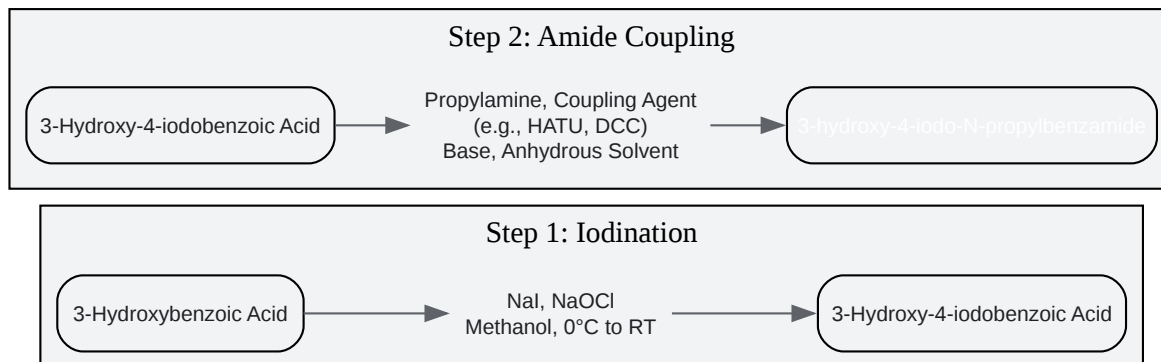 Step 2: Amide Coupling
3-Hydroxy-4-iodobenzoic Acid
Propylamine, Coupling Agent
(e.g., HATU, DCC)
Base, Anhydrous Solvent
3-hydroxy-4-iodo-N-propylbenzamide
Step 1: Iodination
3-Hydroxybenzoic Acid
NaI, NaOCl
Methanol, 0°C to RT
3-Hydroxy-4-iodobenzoic Acid